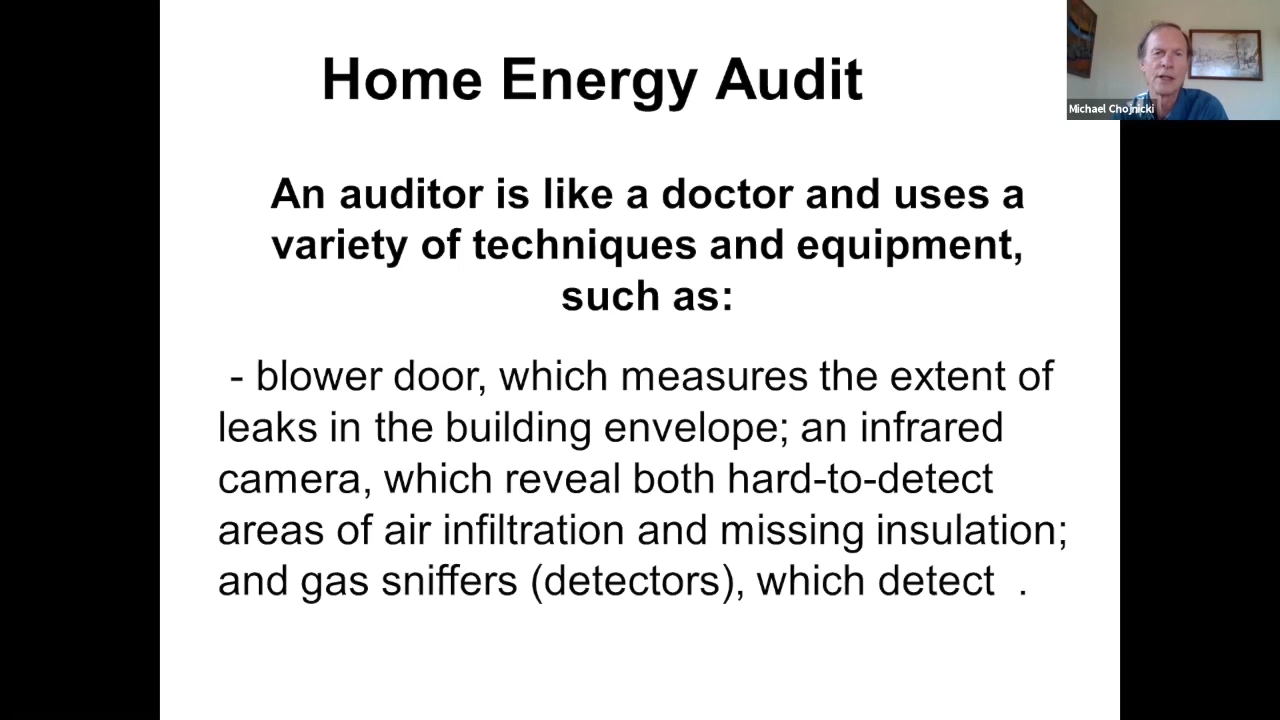 Home Energy Audit
Michael Chojnicki
An auditor is like a doctor and uses a
variety of techniques and equipment,
such as:
- blower door, which measures the extent of
leaks in the building envelope; an infrared
camera, which reveal both hard-to-detect
areas of air infiltration and missing insulation;
and gas sniffers (detectors), which detect .